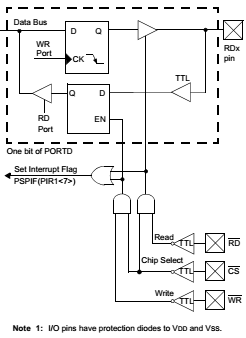 Data Bus
D Q
RDx
pin
WR
Port
CK
TTL
Q D
RD
Port
EN
One bit of PORTD
Set Interrupt Flag
PSPIF(PIR1<7>)
Read
TTL
RD
Chip Select
TTL
CS
Write
TTL
WR
Note 1: I/O pins have protection diodes to VDD and VSS.